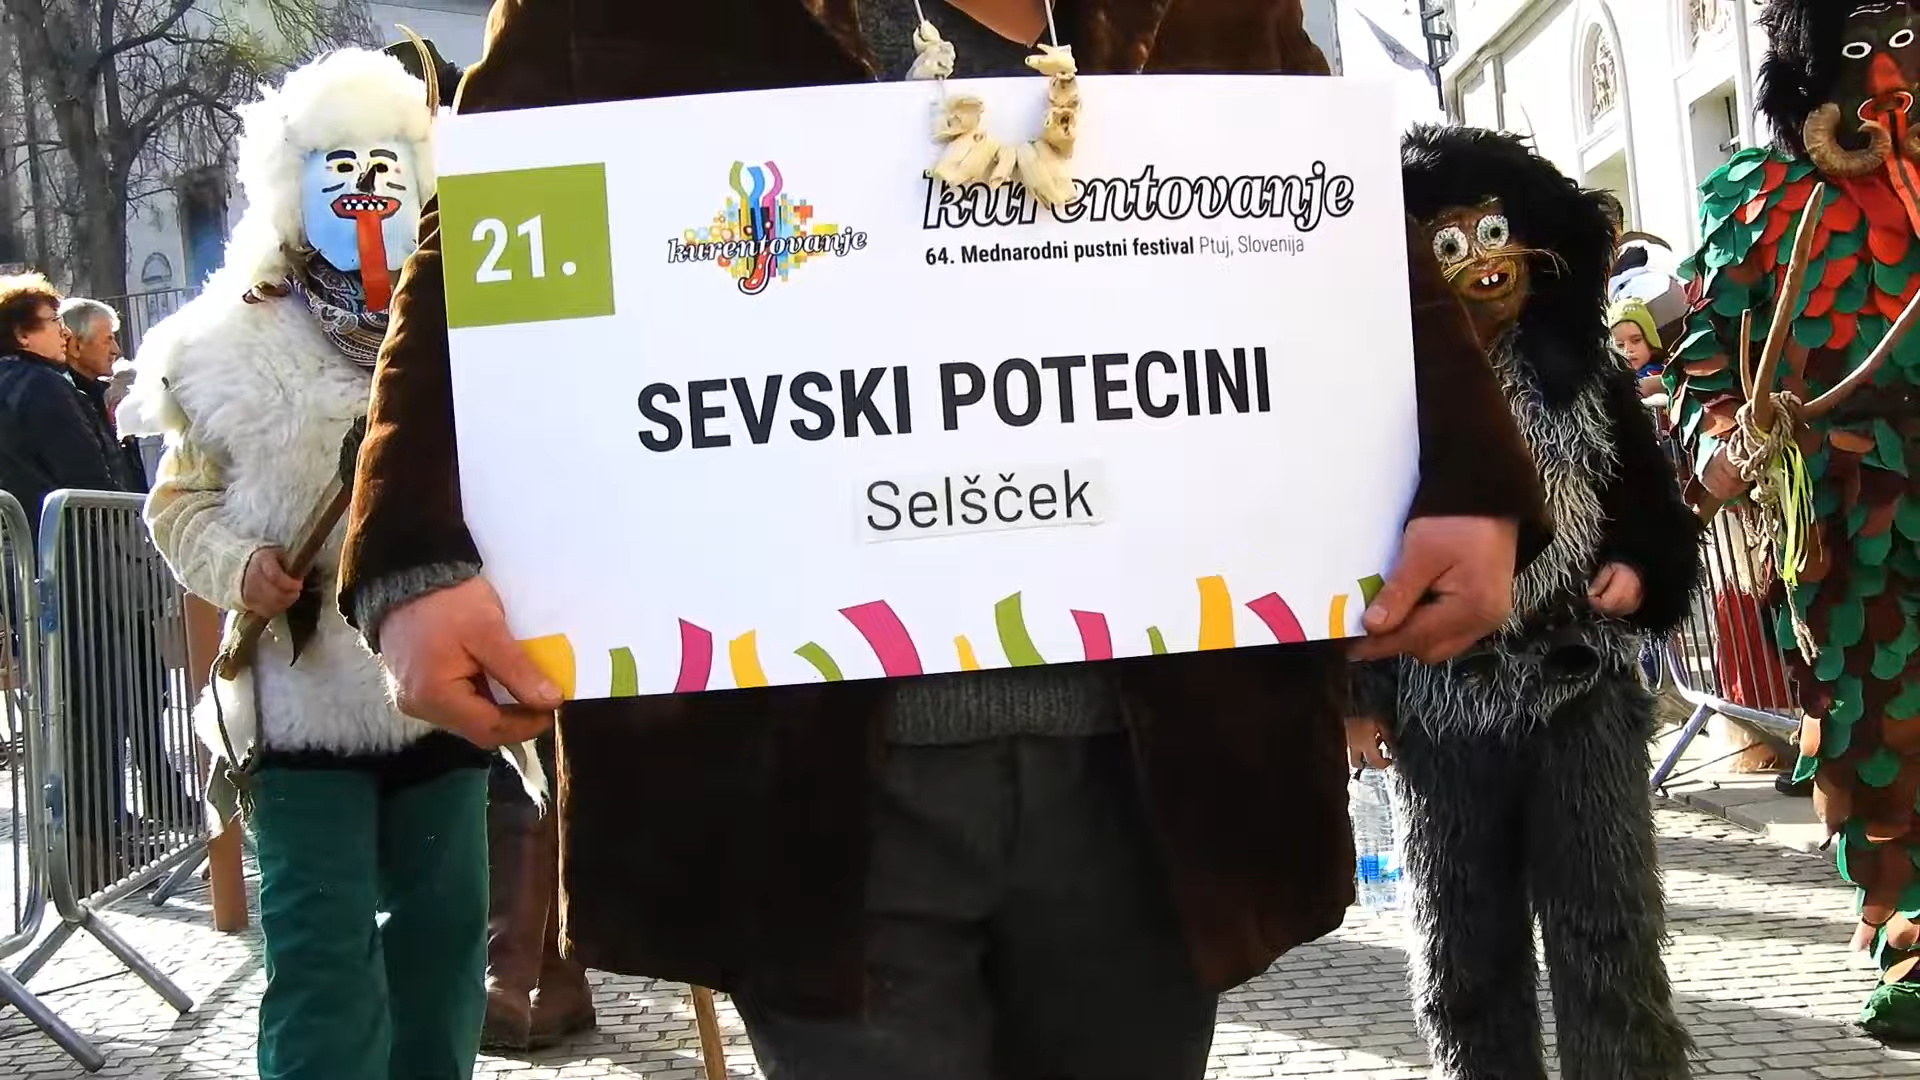 21.
kurentovanje
kurentovanje
64. Mednarodni pustni festival Ptuj, Slovenija
SEVSKI POTECINI
Selšček